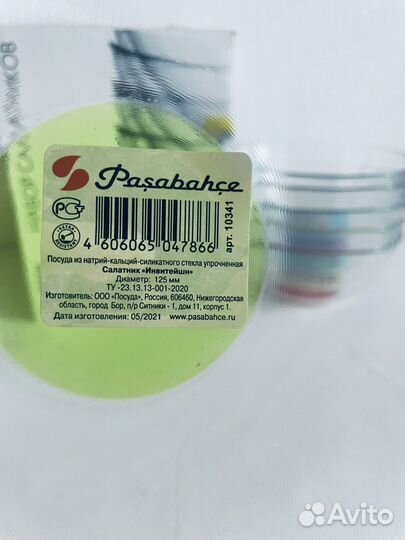 Paşabahçe
4 606065 047866
арт. 10341
Посуда из натрий-кальций-силикатного стекла упрочненная
Салатник «Инвитейшн»
Диаметр: 125 мм
ТУ -23.13.13-001-2020
Изготовитель: ООО «Посуда», Россия, 606460, Нижегородская
область, город Бор, п/р Ситники - 1, дом 11, корпус 1.
Дата изготовления: 05/2021 www.pasabahce.ru
Avito